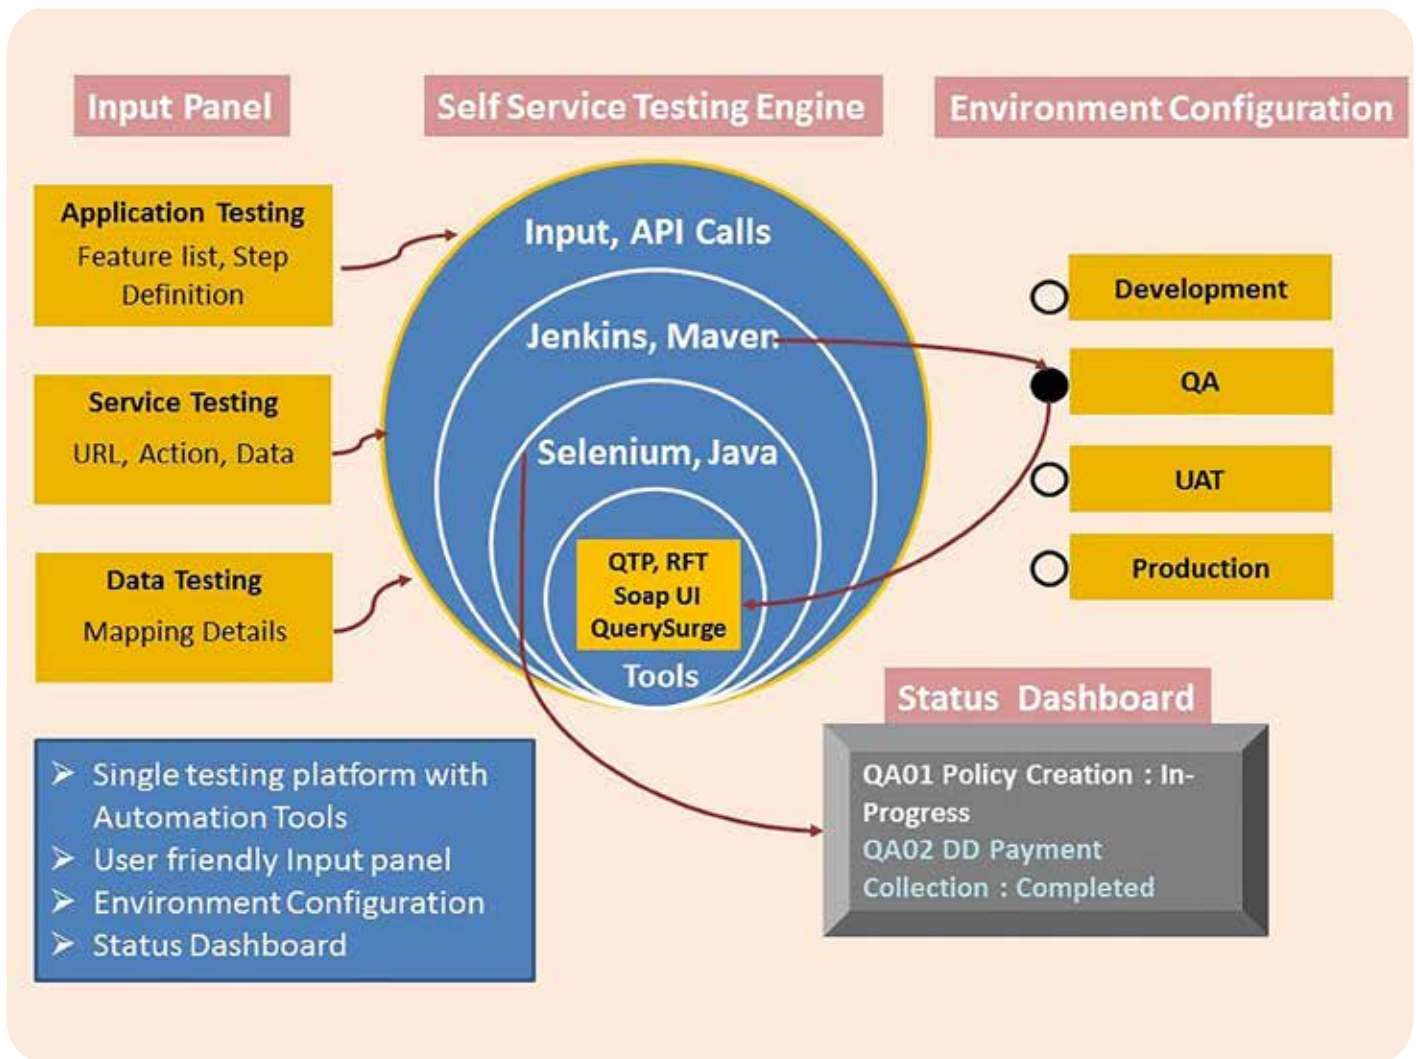 Input Panel
Self Service Testing Engine
Environment Configuration
Application Testing
Feature list, Step
Definition
Service Testing
URL, Action, Data
Data Testing
Mapping Details
Input, API Calls
Jenkins, Maven
Selenium, Java
QTP, RFT
Soap UI
QuerySurge
Tools
Development
QA
UAT
Production
Single testing platform with
Automation Tools
User friendly Input panel
Environment Configuration
Status Dashboard
Status Dashboard
QA01 Policy Creation : In-
Progress
QA02 DD Payment
Collection : Completed